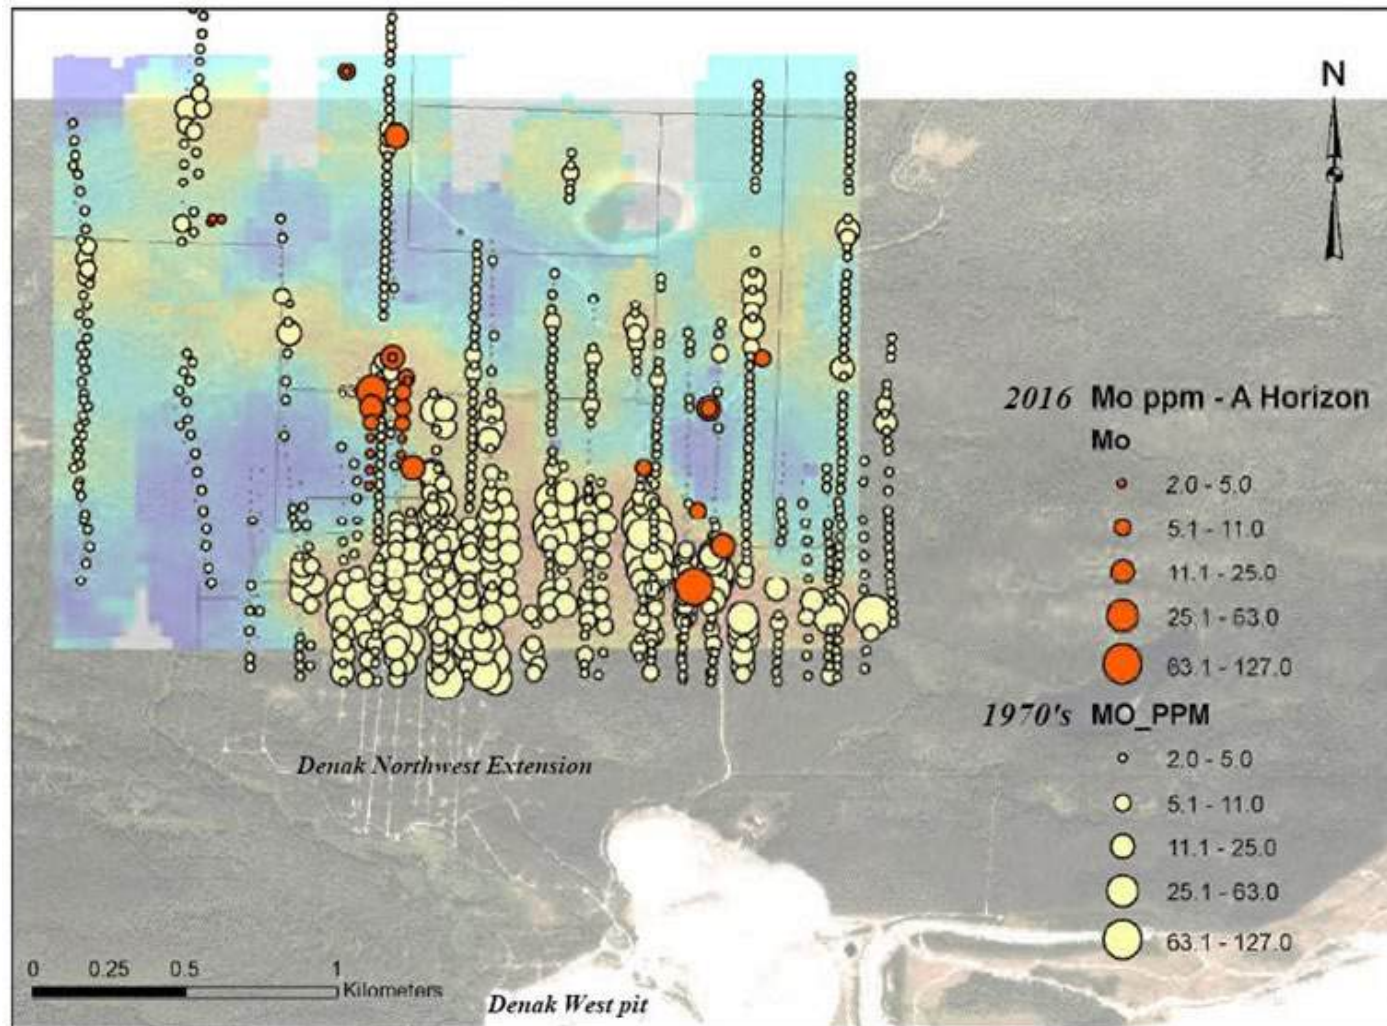 N
2016 Mo ppm - A Horizon
Mo
2.0 - 5.0
5.1 - 11.0
11.1 - 25.0
25.1 - 63.0
63.1 - 127.0
1970's MO_PPM
2.0 - 5.0
5.1 - 11.0
11.1 - 25.0
25.1 - 63.0
63.1 - 127.0
Denak Northwest Extension
0 0.25 0.5 1
Kilometers
Denak West pit